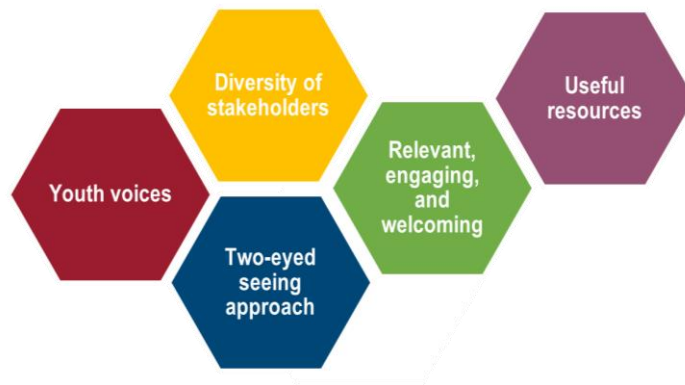 Youth voices
Diversity of
stakeholders
Two-eyed
seeing
approach
Relevant,
engaging,
and
welcoming
Useful
resources